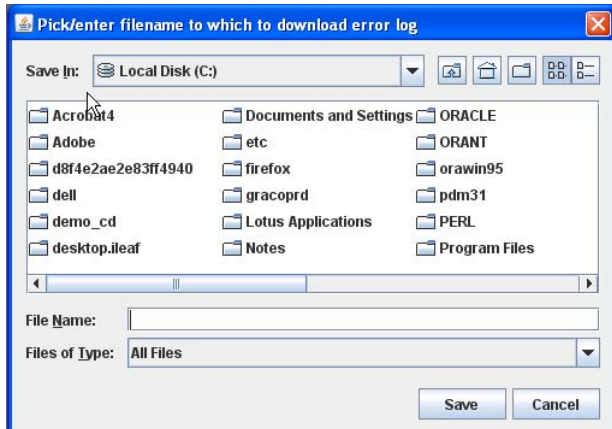 Pick/enter filename to which to download error log
Save In: Local Disk (C:)
Acrobat4 Documents and Settings ORACLE
Adobe etc ORANT
d8f4e2ae2e83ff4940 firefox orawin95
dell gracoprd pdm31
demo_cd Lotus Applications PERL
desktop.ileaf Notes Program Files
File Name:
Files of Type: All Files
Save Cancel